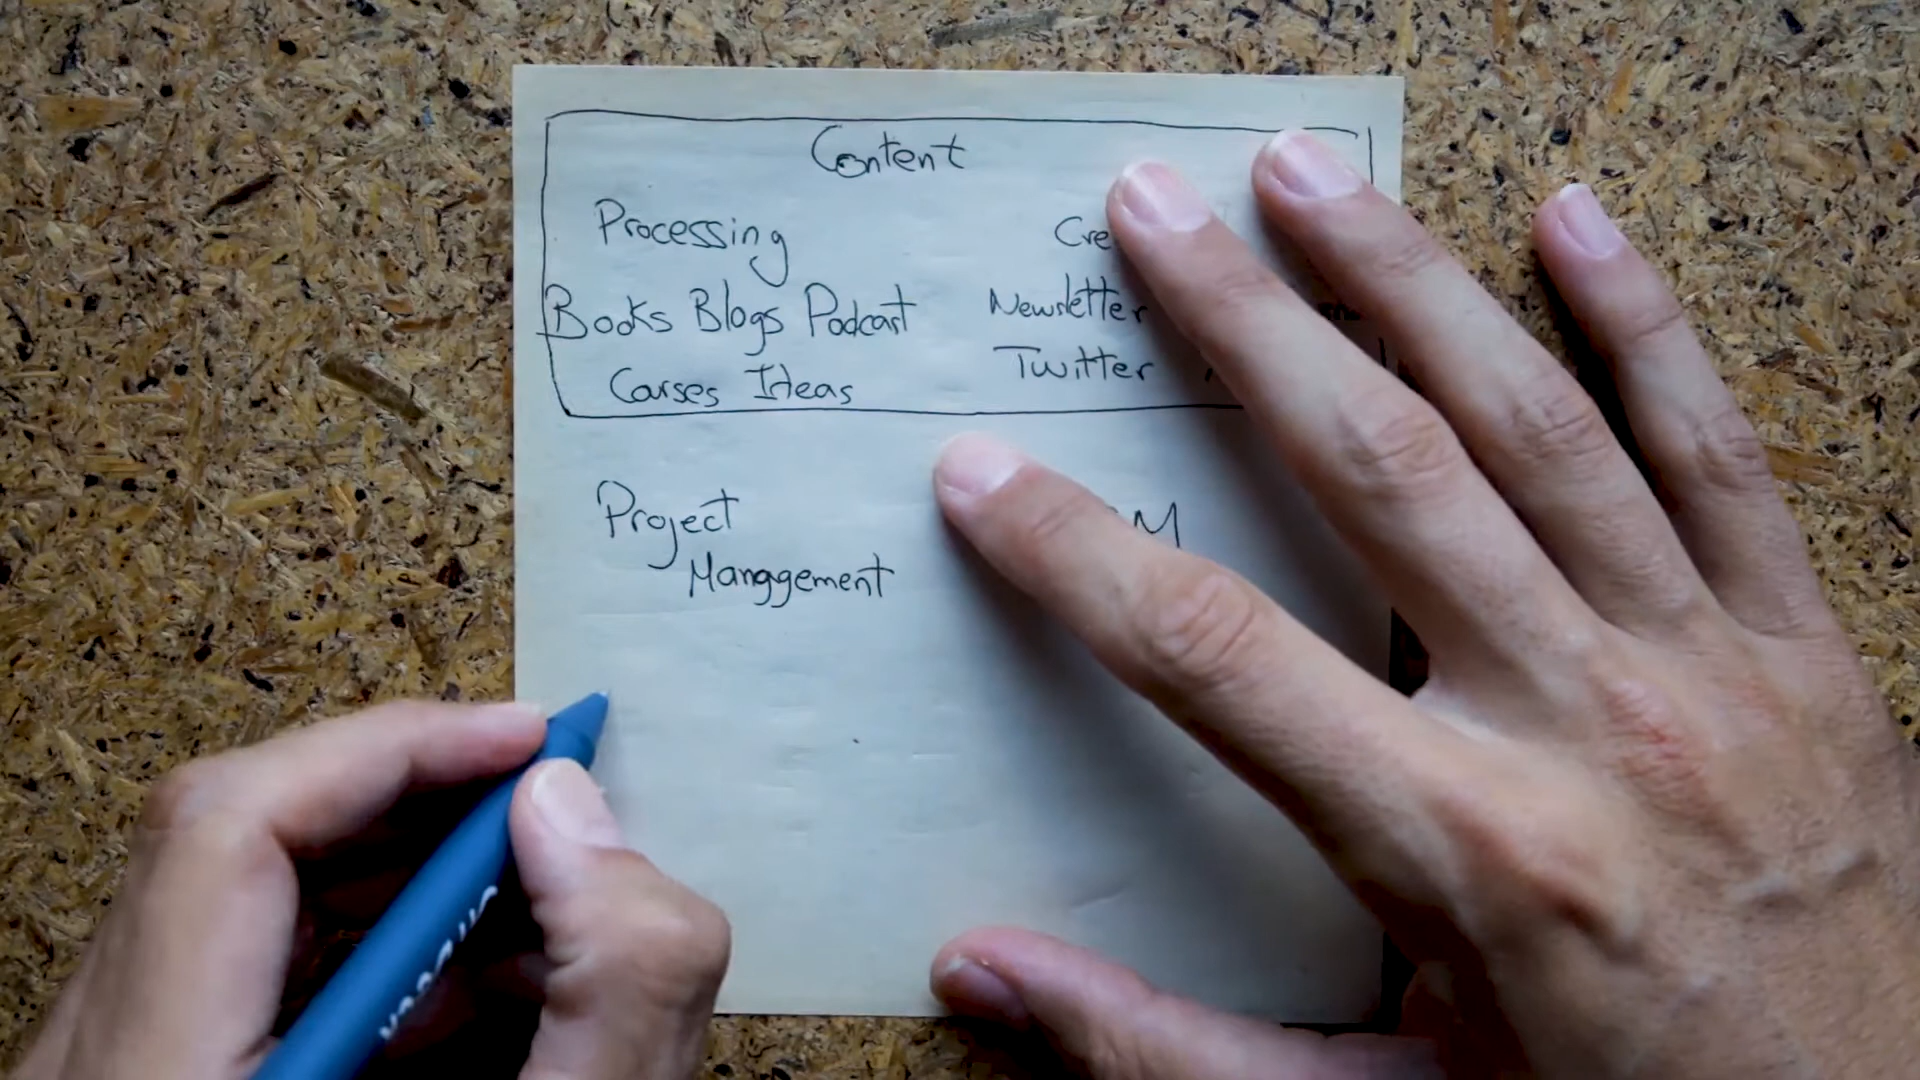 Content
Processing
Books Blogs Podcast
Courses Ideas
Newsletter
Twitter
Project
Management